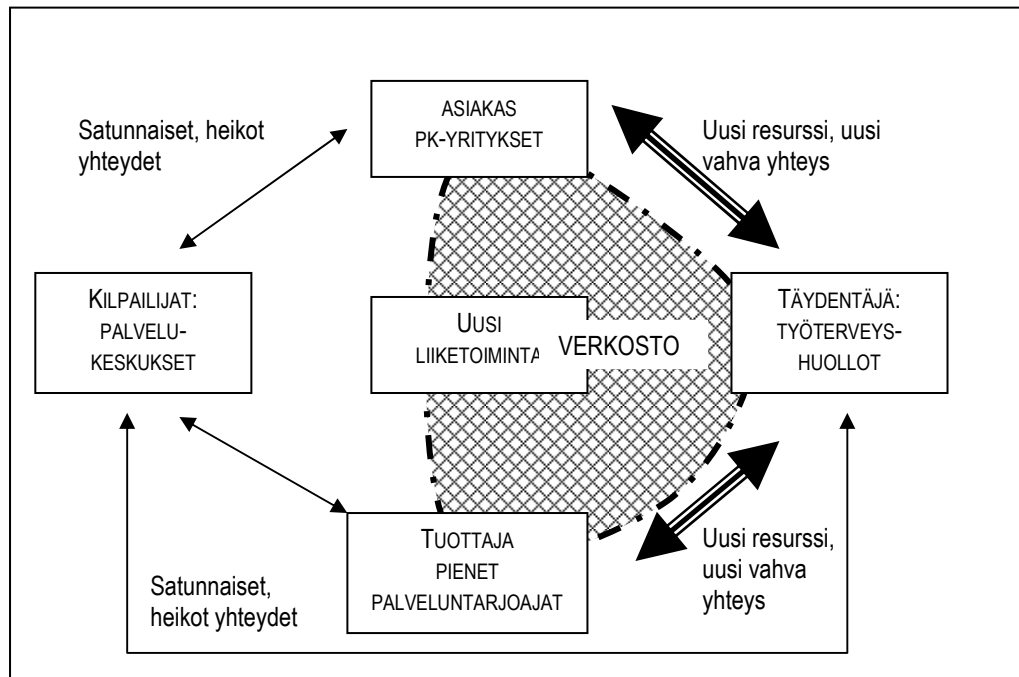 ASIAKAS
PK-YRITYKSET
Satunnaiset, heikot
yhteydet
Uusi resurssi, uusi
vahva yhteys
KILPAILIJAT:
PALVELU-
KESKUKSET
UUSI
LIIKETOIMINTA
VERKOSTO
TÄYDENTÄJÄ:
TYÖTERVEYS-
HUOLLOT
TUOTTAJA
PIENET
PALVELUNTARJOAJAT
Uusi resurssi,
uusi vahva
yhteys
Satunnaiset,
heikot yhteydet